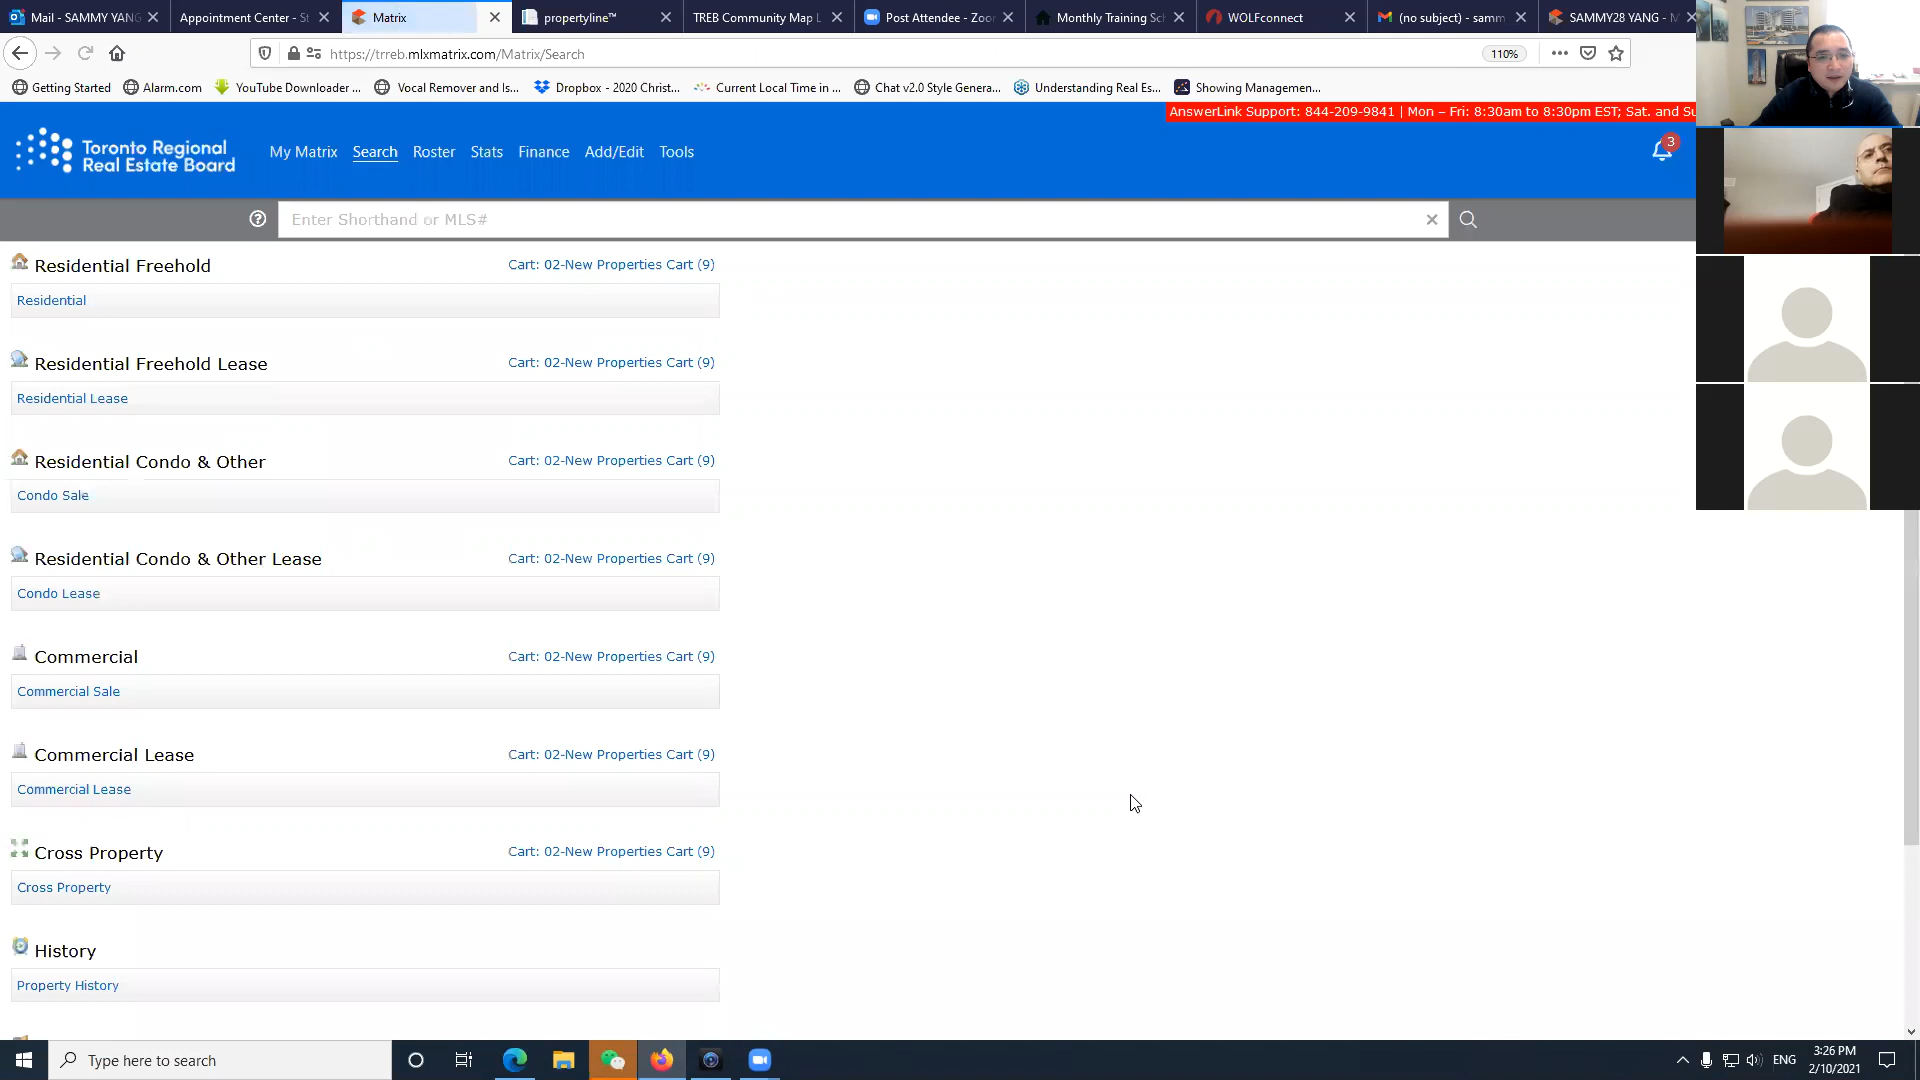 Mail - SAMMY YANG
Appointment Center - S
Matrix
propertyline™
TREB Community Map L
Post Attendee - Zoo
Monthly Training Sc
WOLFconnect
(no subject) - samm
SAMMY28 YANG - M
https://trreb.mlxmatrix.com/Matrix/Search
110%
Getting Started
Alarm.com
YouTube Downloader ...
Vocal Remover and Is...
Dropbox - 2020 Christ...
Current Local Time in ...
Chat v2.0 Style Genera...
Understanding Real Es...
Showing Managemen...
AnswerLink Support: 844-209-9841 | Mon – Fri: 8:30am to 8:30pm EST; Sat. and Su
Toronto Regional
Real Estate Board
My Matrix
Search
Roster
Stats
Finance
Add/Edit
Tools
3
Enter Shorthand or MLS#
Residential Freehold
Cart: 02-New Properties Cart (9)
Residential
Residential Freehold Lease
Cart: 02-New Properties Cart (9)
Residential Lease
Residential Condo & Other
Cart: 02-New Properties Cart (9)
Condo Sale
Residential Condo & Other Lease
Cart: 02-New Properties Cart (9)
Condo Lease
Commercial
Cart: 02-New Properties Cart (9)
Commercial Sale
Commercial Lease
Cart: 02-New Properties Cart (9)
Commercial Lease
Cross Property
Cart: 02-New Properties Cart (9)
Cross Property
History
Property History
Type here to search
ENG
3:26 PM
2/10/2021